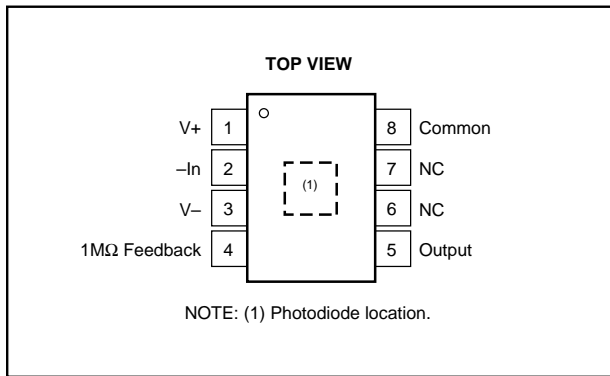 TOP VIEW
V+ 1 8 Common
–In 2 (1) 7 NC
V– 3 6 NC
1MΩ Feedback 4 5 Output
NOTE: (1) Photodiode location.